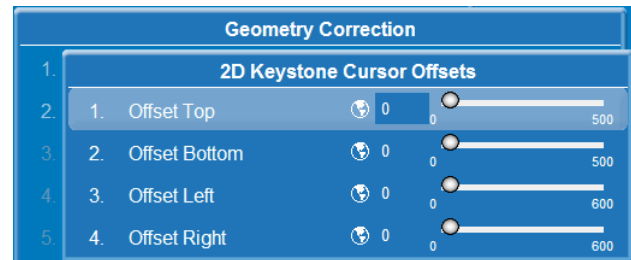 Geometry Correction
1.
2D Keystone Cursor Offsets
2. 1. Offset Top 0 0 500
3. 2. Offset Bottom 0 0 500
4. 3. Offset Left 0 0 600
5. 4. Offset Right 0 0 600